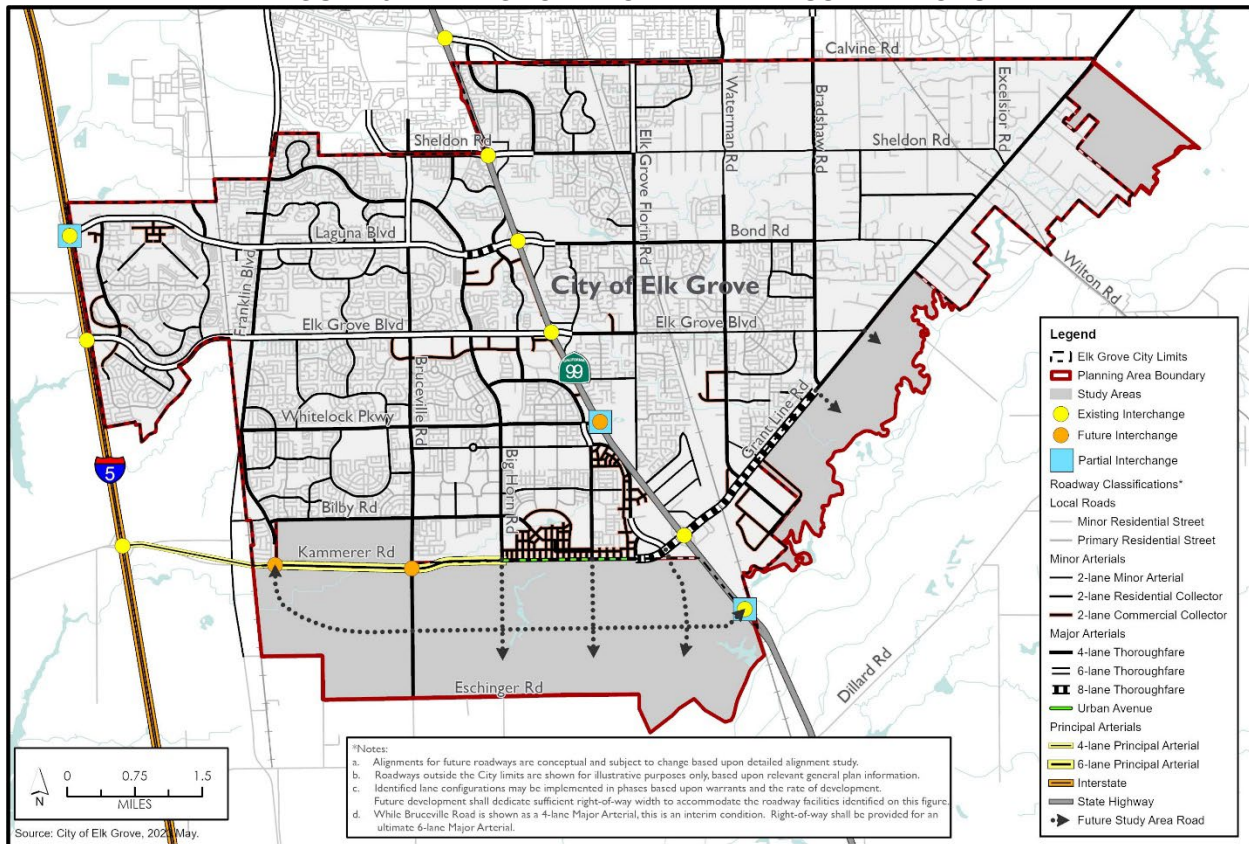 Calvine Rd
Excelsior Rd
Waterman Rd
Bradshaw Rd
Sheldon Rd
Sheldon Rd
Elk Grove Florin Rd
Laguna Blvd
Bond Rd
Franklin Blvd
City of Elk Grove
Wilton Rd
Elk Grove Blvd
Elk Grove Blvd
CALIFORNIA
99
Bruceville Rd
Whitelock Pkwy
Grant Line Rd
5
Big Horn Rd
Bilby Rd
Kammerer Rd
Eschinger Rd
Dillard Rd
Legend
Elk Grove City Limits
Planning Area Boundary
Study Areas
Existing Interchange
Future Interchange
Partial Interchange
Roadway Classifications*
Local Roads
Minor Residential Street
Primary Residential Street
Minor Arterials
2-lane Minor Arterial
2-lane Residential Collector
2-lane Commercial Collector
Major Arterials
4-lane Thoroughfare
6-lane Thoroughfare
8-lane Thoroughfare
Urban Avenue
Principal Arterials
4-lane Principal Arterial
6-lane Principal Arterial
Interstate
State Highway
Future Study Area Road
N
0 0.75 1.5
MILES
Source: City of Elk Grove, 2023 May.
*Notes:
a. Alignments for future roadways are conceptual and subject to change based upon detailed alignment study.
b. Roadways outside the City limits are shown for illustrative purposes only, based upon relevant general plan information.
c. Identified lane configurations may be implemented in phases based upon warrants and the rate of development.
Future development shall dedicate sufficient right-of-way width to accommodate the roadway facilities identified on this figure.
d. While Bruceville Road is shown as a 4-lane Major Arterial, this is an interim condition. Right-of-way shall be provided for an
ultimate 6-lane Major Arterial.